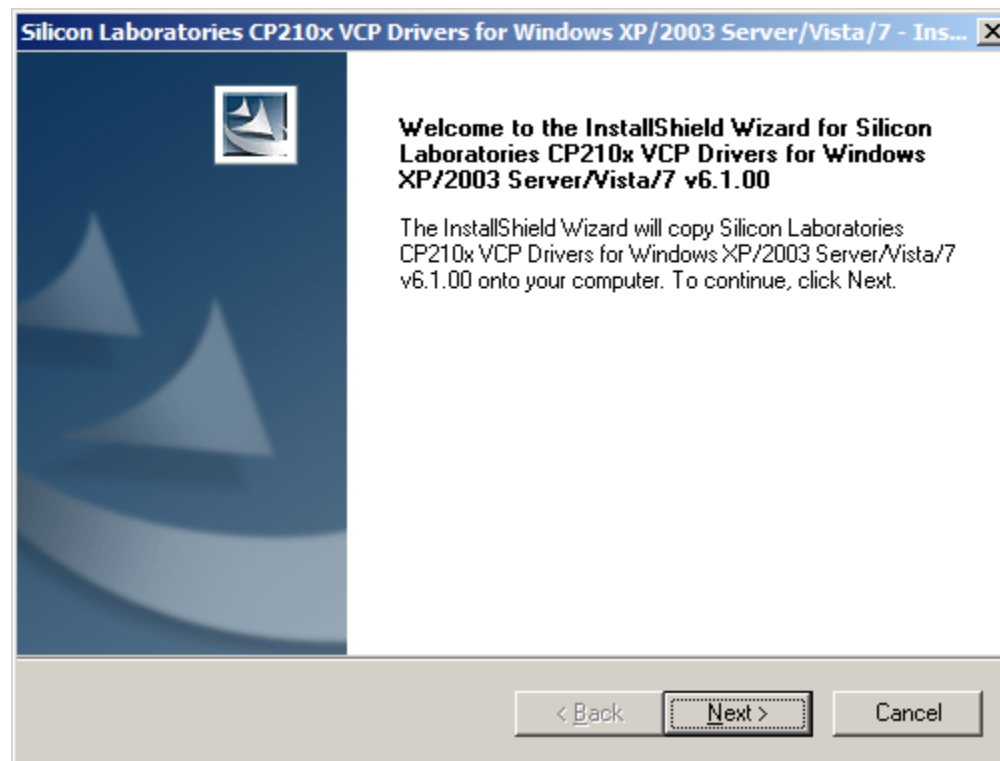 Silicon Laboratories CP210x VCP Drivers for Windows XP/2003 Server/Vista/7 - Ins...
Welcome to the InstallShield Wizard for Silicon
Laboratories CP210x VCP Drivers for Windows
XP/2003 Server/Vista/7 v6.1.00
The InstallShield Wizard will copy Silicon Laboratories
CP210x VCP Drivers for Windows XP/2003 Server/Vista/7
v6.1.00 onto your computer. To continue, click Next.
< Back Next > Cancel